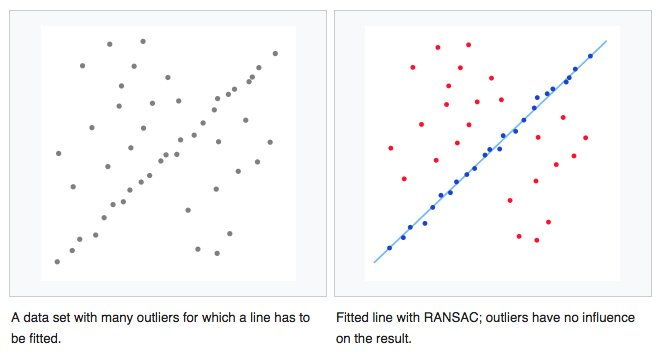 A data set with many outliers for which a line has to
be fitted.
Fitted line with RANSAC; outliers have no influence
on the result.